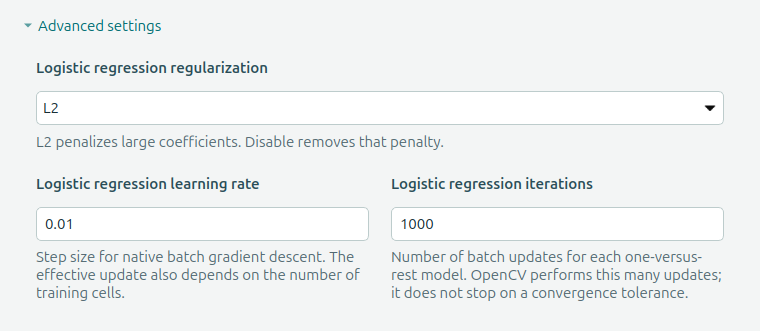 Advanced settings
Logistic regression regularization
L2
L2 penalizes large coefficients. Disable removes that penalty.
Logistic regression learning rate
0.01
Step size for native batch gradient descent. The
effective update also depends on the number of
training cells.
Logistic regression iterations
1000
Number of batch updates for each one-versus-
rest model. OpenCV performs this many updates;
it does not stop on a convergence tolerance.